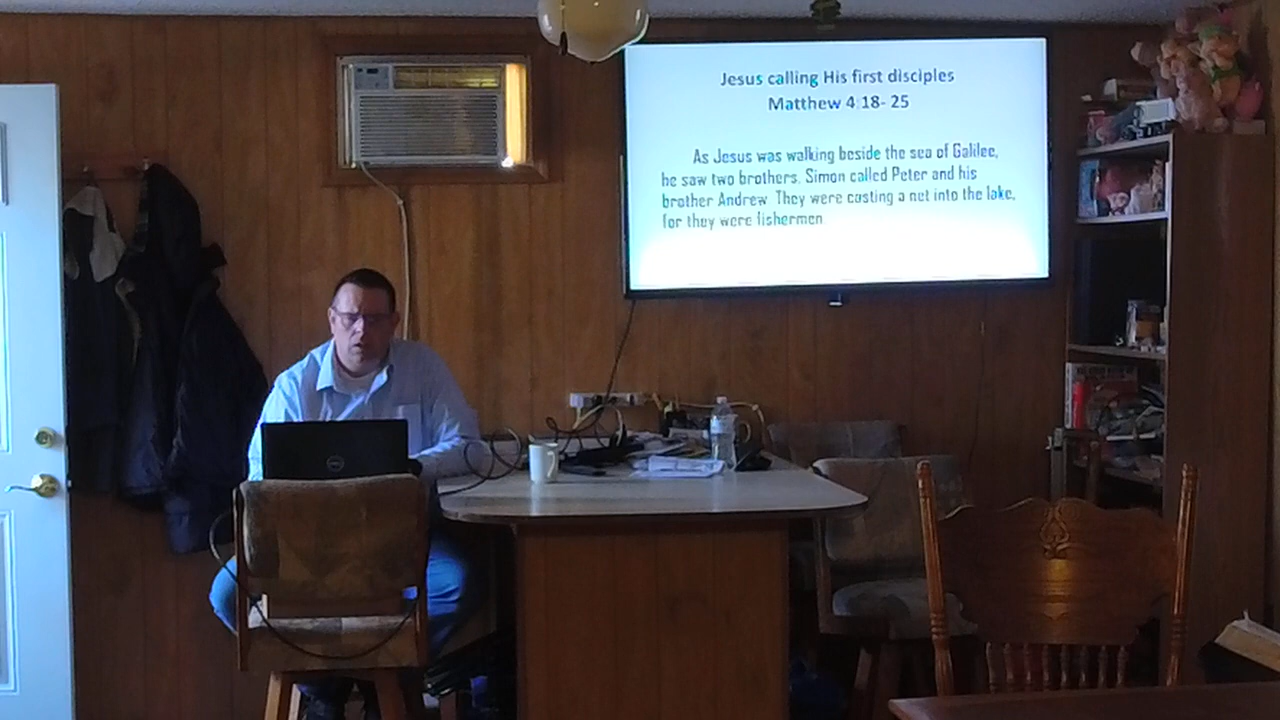 Jesus calling His first disciples
Matthew 4 18- 25
As Jesus was walking beside the sea of Galilee,
he saw two brothers. Simon called Peter and his
brother Andrew They were casting a net into the lake,
for they were fishermen
DELL